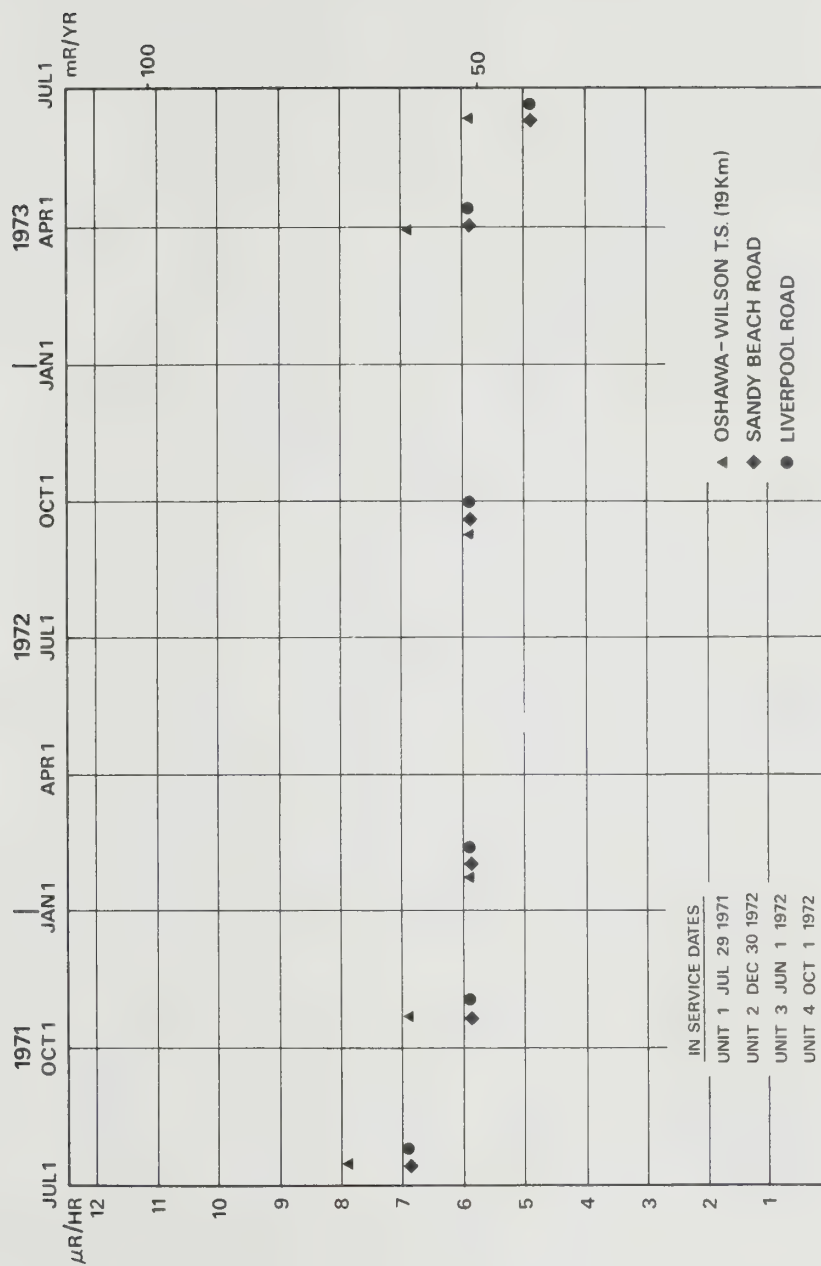 1971 | 1972 | 1973
JUL 1 OCT 1 JAN 1 APR 1 JUL 1 OCT 1 JAN 1 APR 1 JUL 1
µR/HR
12
11
10
9
8
7
6
5
4
3
2
1
mR/YR
100
50
IN SERVICE DATES
UNIT 1 JUL 29 1971
UNIT 2 DEC 30 1972
UNIT 3 JUN 1 1972
UNIT 4 OCT 1 1972
▲ OSHAWA-WILSON T.S. (19Km)
◆ SANDY BEACH ROAD
● LIVERPOOL ROAD